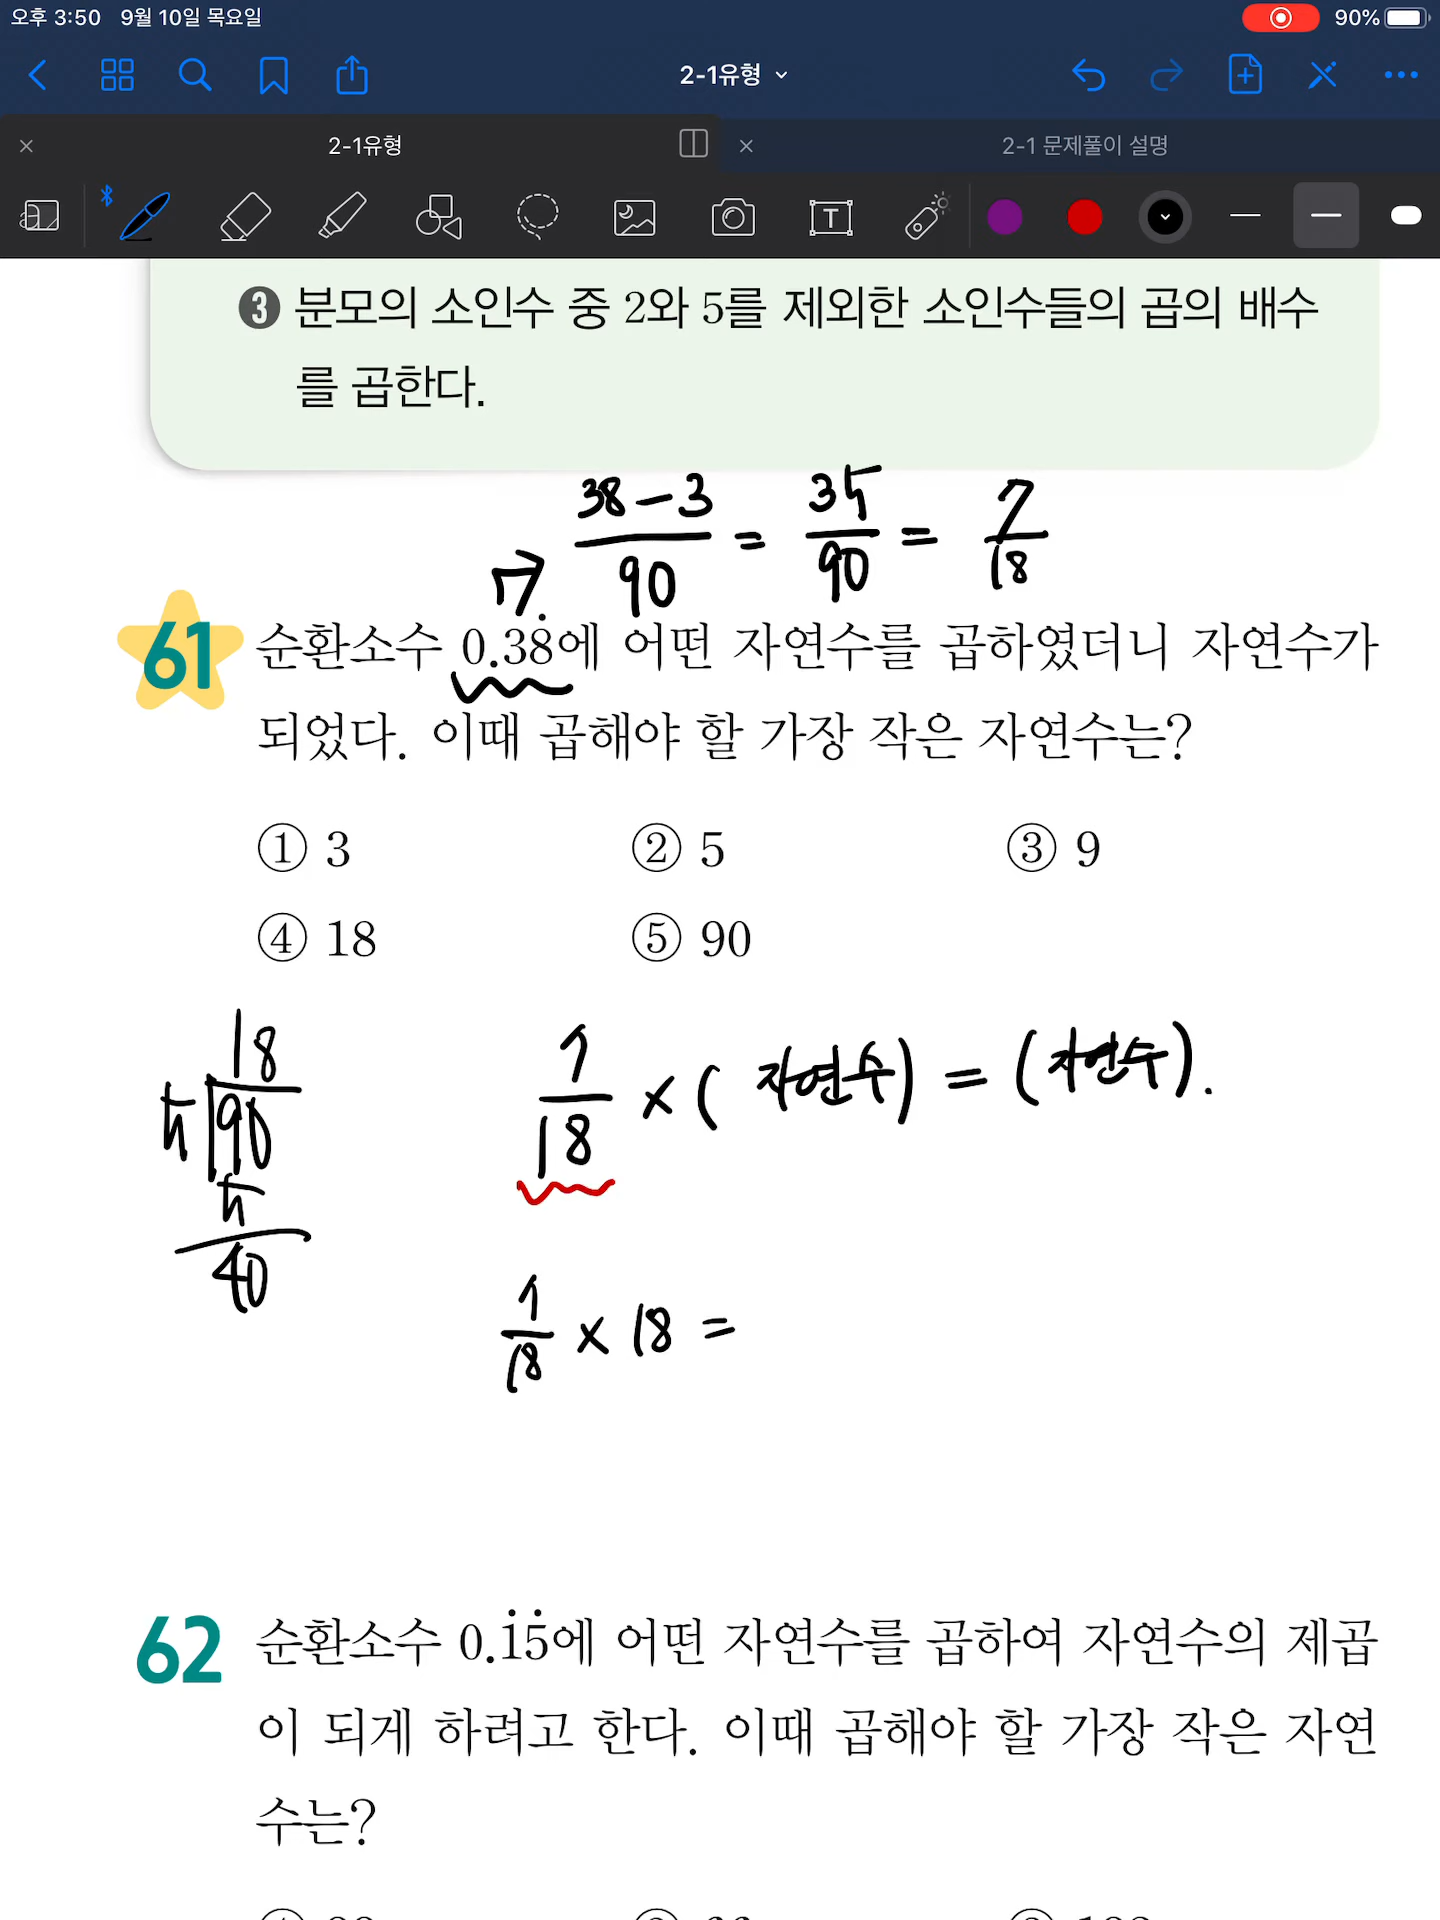 오후 3:50 9월 10일 목요일 90%
2-1유형
2-1유형 2-1 문제풀이 설명
❸ 분모의 소인수 중 2와 5를 제외한 소인수들의 곱의 배수
를 곱한다.
38-3/90 = 35/90 = 7/18
61 순환소수 0.38̇에 어떤 자연수를 곱하였더니 자연수가
되었다. 이때 곱해야 할 가장 작은 자연수는?
① 3 ② 5 ③ 9
④ 18 ⑤ 90
18
5 90
5
40
7/18 × ( 자연수) = (자연수).
7/18 × 18 =
62 순환소수 0.1̇5̇에 어떤 자연수를 곱하여 자연수의 제곱
이 되게 하려고 한다. 이때 곱해야 할 가장 작은 자연
수는?